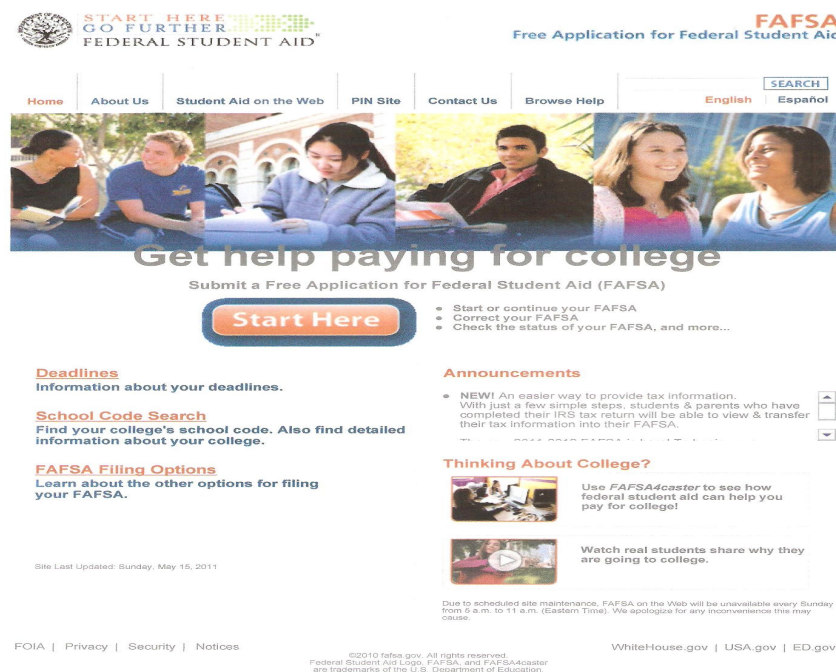 START HERE
GO FURTHER
FEDERAL STUDENT AID
FAFSA
Free Application for Federal Student Aid
SEARCH
Home
About Us
Student Aid on the Web
PIN Site
Contact Us
Browse Help
English
Español
Get help paying for college
Submit a Free Application for Federal Student Aid (FAFSA)
Start Here
• Start or continue your FAFSA
• Correct your FAFSA
• Check the status of your FAFSA, and more...
Deadlines
Information about your deadlines.
School Code Search
Find your college's school code. Also find detailed
information about your college.
FAFSA Filing Options
Learn about the other options for filing
your FAFSA.
Site Last Updated: Sunday, May 15, 2011
Announcements
• NEW! An easier way to provide tax information.
With just a few simple steps, students & parents who have
completed their IRS tax return will be able to view & transfer
their tax information into their FAFSA.
Thinking About College?
Use FAFSA4caster to see how
federal student aid can help you
pay for college!
Watch real students share why they
are going to college.
Due to scheduled site maintenance, FAFSA on the Web will be unavailable every Sunday
from 5 a.m. to 11 a.m. (Eastern Time). We apologize for any inconvenience this may
cause.
FOIA | Privacy | Security | Notices
©2010 fafsa.gov. All rights reserved.
Federal Student Aid Logo, FAFSA, and FAFSA4caster
are trademarks of the U.S. Department of Education.
WhiteHouse.gov | USA.gov | ED.gov